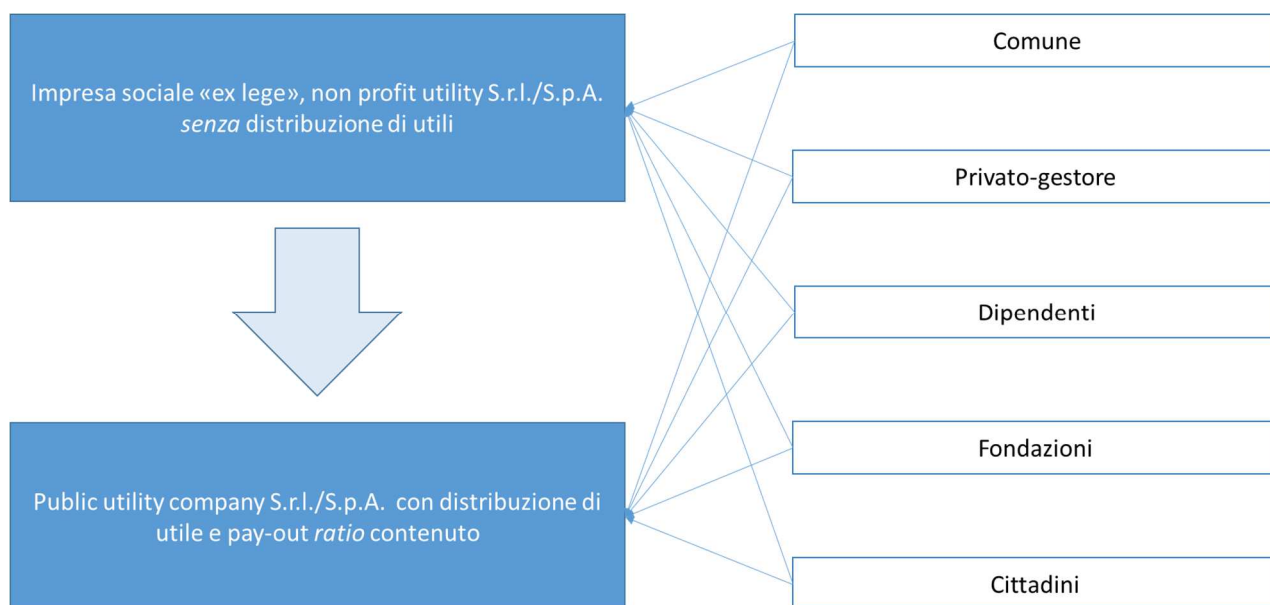 Impresa sociale «ex lege», non profit utility S.r.l./S.p.A.
senza distribuzione di utili
Public utility company S.r.l./S.p.A. con distribuzione di
utile e pay-out ratio contenuto
Comune
Privato-gestore
Dipendenti
Fondazioni
Cittadini